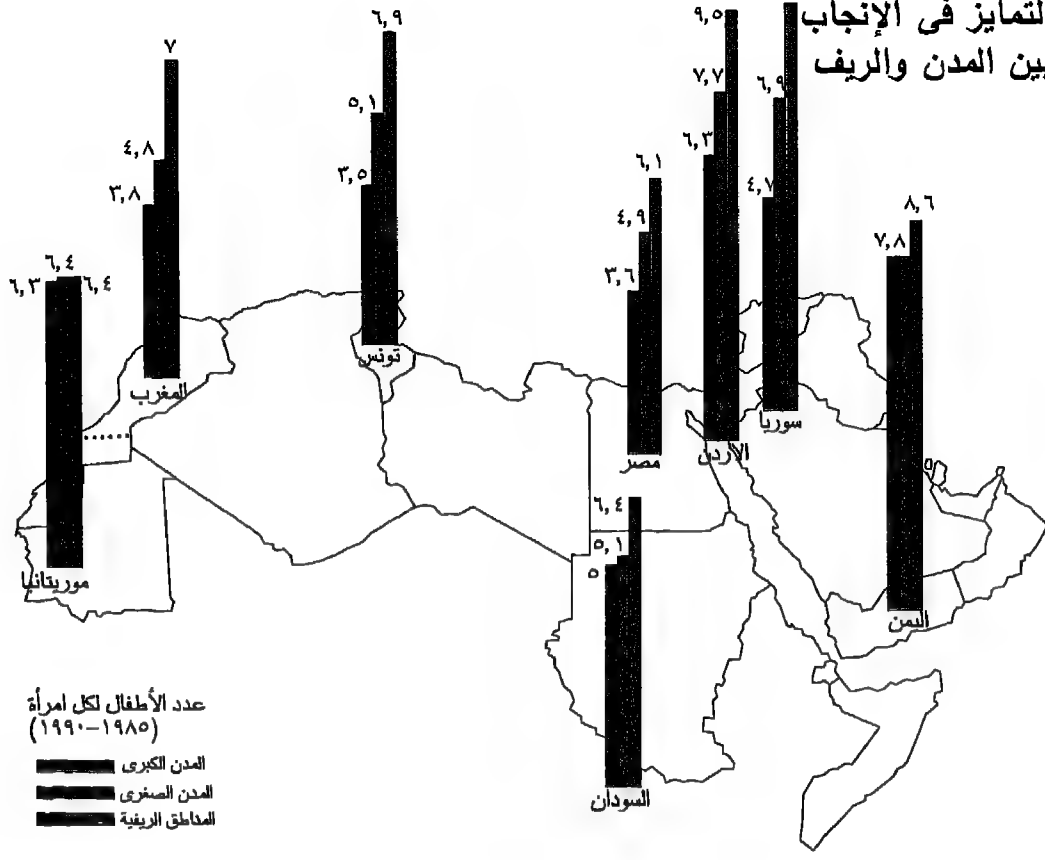 لتمايز فى الإنجاب
بين المدن والريف
٦,٣ ٦,٤ ٦,٤
موريتانيا
٣,٨ ٤,٨ ٧
المغرب
٣,٥ ٥,١ ٦,٩
تونس
٣,٦ ٤,٩ ٦,١
مصر
٦,٣ ٧,٧ ٩,٥
الأردن
٤,٧ ٦,٩
سوريا
٧,٨ ٨,٦
اليمن
٥ ٥,١ ٦,٤
السودان
عدد الأطفال لكل امرأة
(١٩٨٥-١٩٩٠)
المدن الكبرى
المدن الصغرى
المناطق الريفية